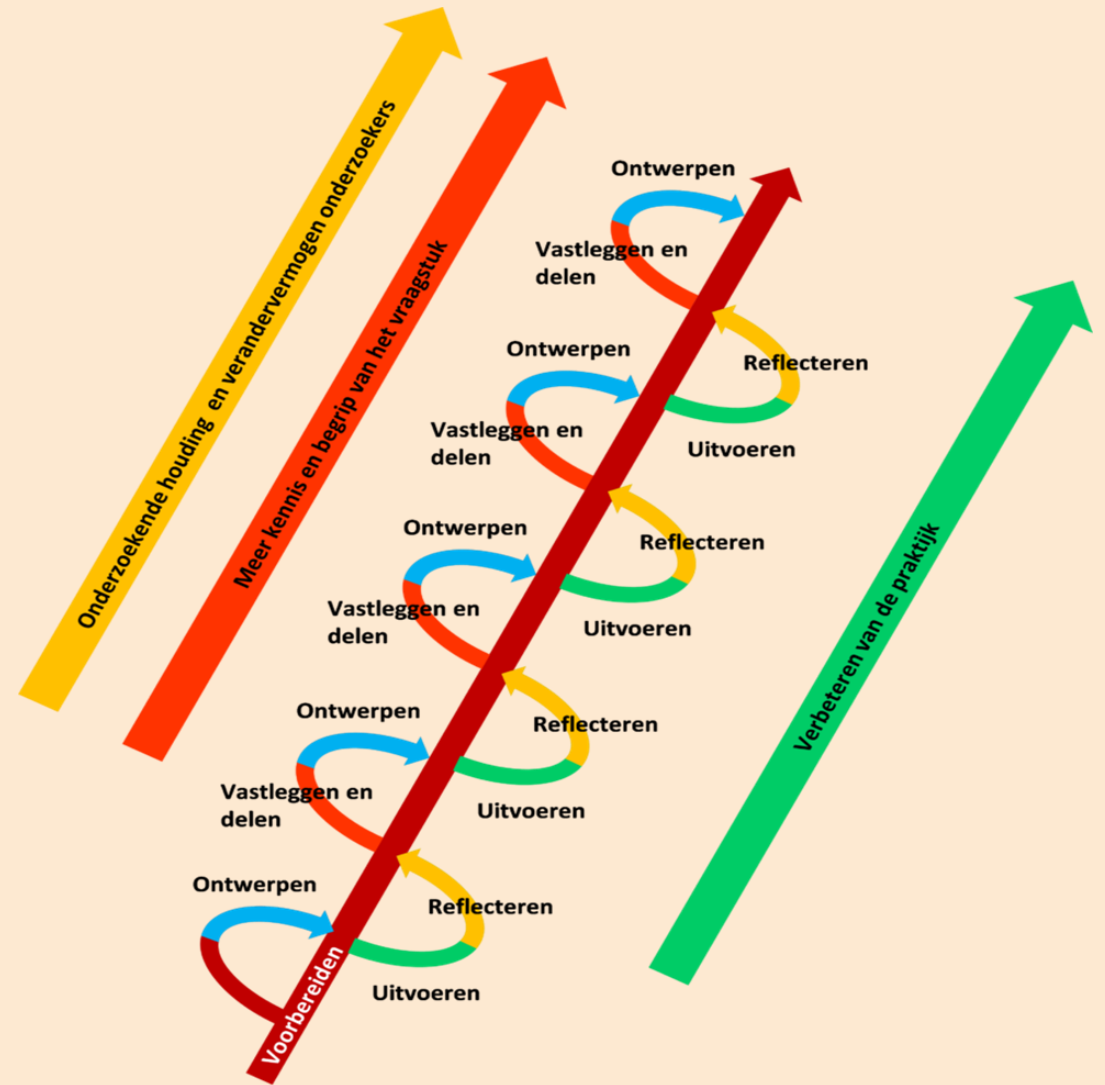 Onderzoekende houding en verandervermogen onderzoekers
Meer kennis en begrip van het vraagstuk
Ontwerpen
Vastleggen en
delen
Reflecteren
Ontwerpen
Uitvoeren
Vastleggen en
delen
Reflecteren
Ontwerpen
Uitvoeren
Vastleggen en
delen
Reflecteren
Ontwerpen
Uitvoeren
Vastleggen en
delen
Ontwerpen
Reflecteren
Uitvoeren
Voorbereiden
Verbeteren van de praktijk